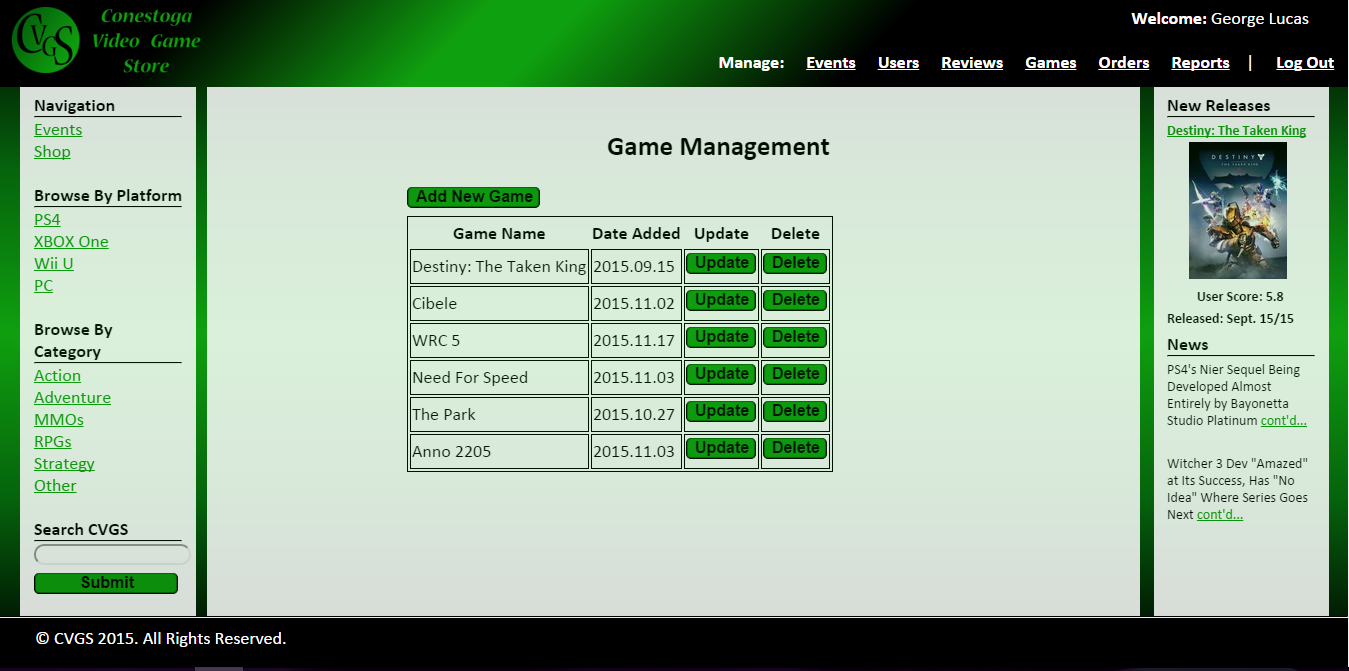 Conestoga
Video Game
Store
CVGS
Welcome: George Lucas
Manage: Events Users Reviews Games Orders Reports | Log Out
Navigation
Events
Shop
Browse By Platform
PS4
XBOX One
Wii U
PC
Browse By
Category
Action
Adventure
MMOs
RPGs
Strategy
Other
Search CVGS
Submit
Game Management
Add New Game
Game Name Date Added Update Delete
Destiny: The Taken King 2015.09.15 Update Delete
Cibele 2015.11.02 Update Delete
WRC 5 2015.11.17 Update Delete
Need For Speed 2015.11.03 Update Delete
The Park 2015.10.27 Update Delete
Anno 2205 2015.11.03 Update Delete
New Releases
Destiny: The Taken King
DESTINY
THE TAKEN KING
User Score: 5.8
Released: Sept. 15/15
News
PS4's Nier Sequel Being
Developed Almost
Entirely by Bayonetta
Studio Platinum cont'd...
Witcher 3 Dev "Amazed"
at Its Success, Has "No
Idea" Where Series Goes
Next cont'd...
© CVGS 2015. All Rights Reserved.